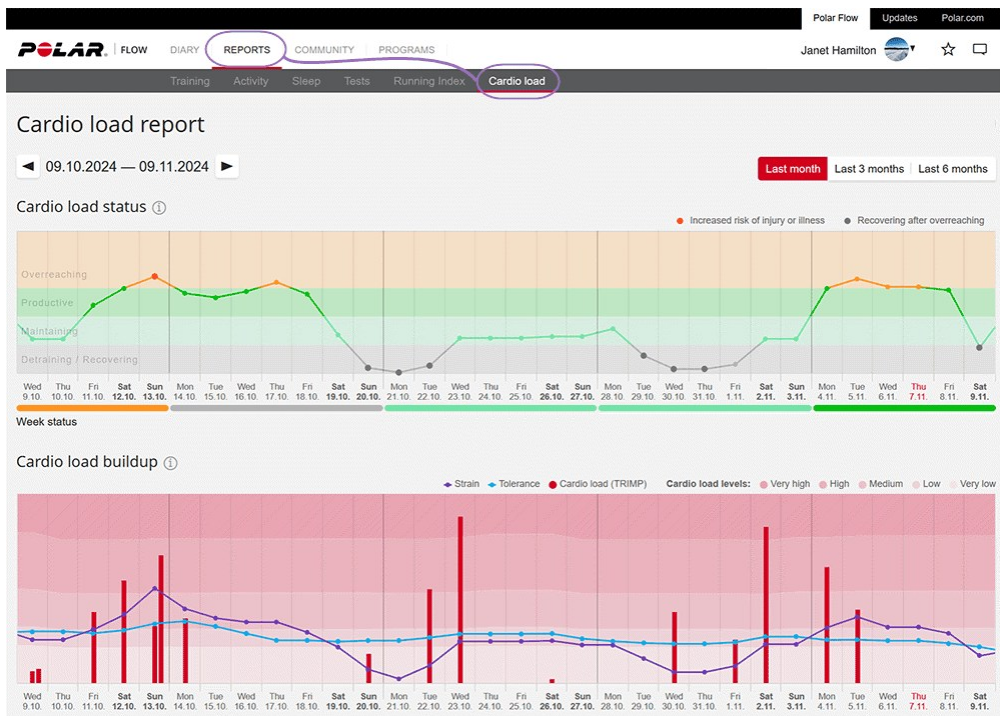 Polar Flow Updates Polar.com
POLAR. FLOW DIARY REPORTS COMMUNITY PROGRAMS Janet Hamilton
Training Activity Sleep Tests Running Index Cardio load
Cardio load report
09.10.2024 — 09.11.2024
Last month Last 3 months Last 6 months
Cardio load status
Increased risk of injury or illness Recovering after overreaching
Overreaching
Productive
Maintaining
Detraining / Recovering
Wed Thu Fri Sat Sun Mon Tue Wed Thu Fri Sat Sun Mon Tue Wed Thu Fri Sat Sun Mon Tue Wed Thu Fri Sat Sun Mon Tue Wed Thu Fri Sat
9.10. 10.10. 11.10. 12.10. 13.10. 14.10. 15.10. 16.10. 17.10. 18.10. 19.10. 20.10. 21.10. 22.10. 23.10. 24.10. 25.10. 26.10. 27.10. 28.10. 29.10. 30.10. 31.10. 1.11. 2.11. 3.11. 4.11. 5.11. 6.11. 7.11. 8.11. 9.11.
Week status
Cardio load buildup
Strain Tolerance Cardio load (TRIMP) Cardio load levels: Very high High Medium Low Very low
Wed Thu Fri Sat Sun Mon Tue Wed Thu Fri Sat Sun Mon Tue Wed Thu Fri Sat Sun Mon Tue Wed Thu Fri Sat Sun Mon Tue Wed Thu Fri Sat
9.10. 10.10. 11.10. 12.10. 13.10. 14.10. 15.10. 16.10. 17.10. 18.10. 19.10. 20.10. 21.10. 22.10. 23.10. 24.10. 25.10. 26.10. 27.10. 28.10. 29.10. 30.10. 31.10. 1.11. 2.11. 3.11. 4.11. 5.11. 6.11. 7.11. 8.11. 9.11.